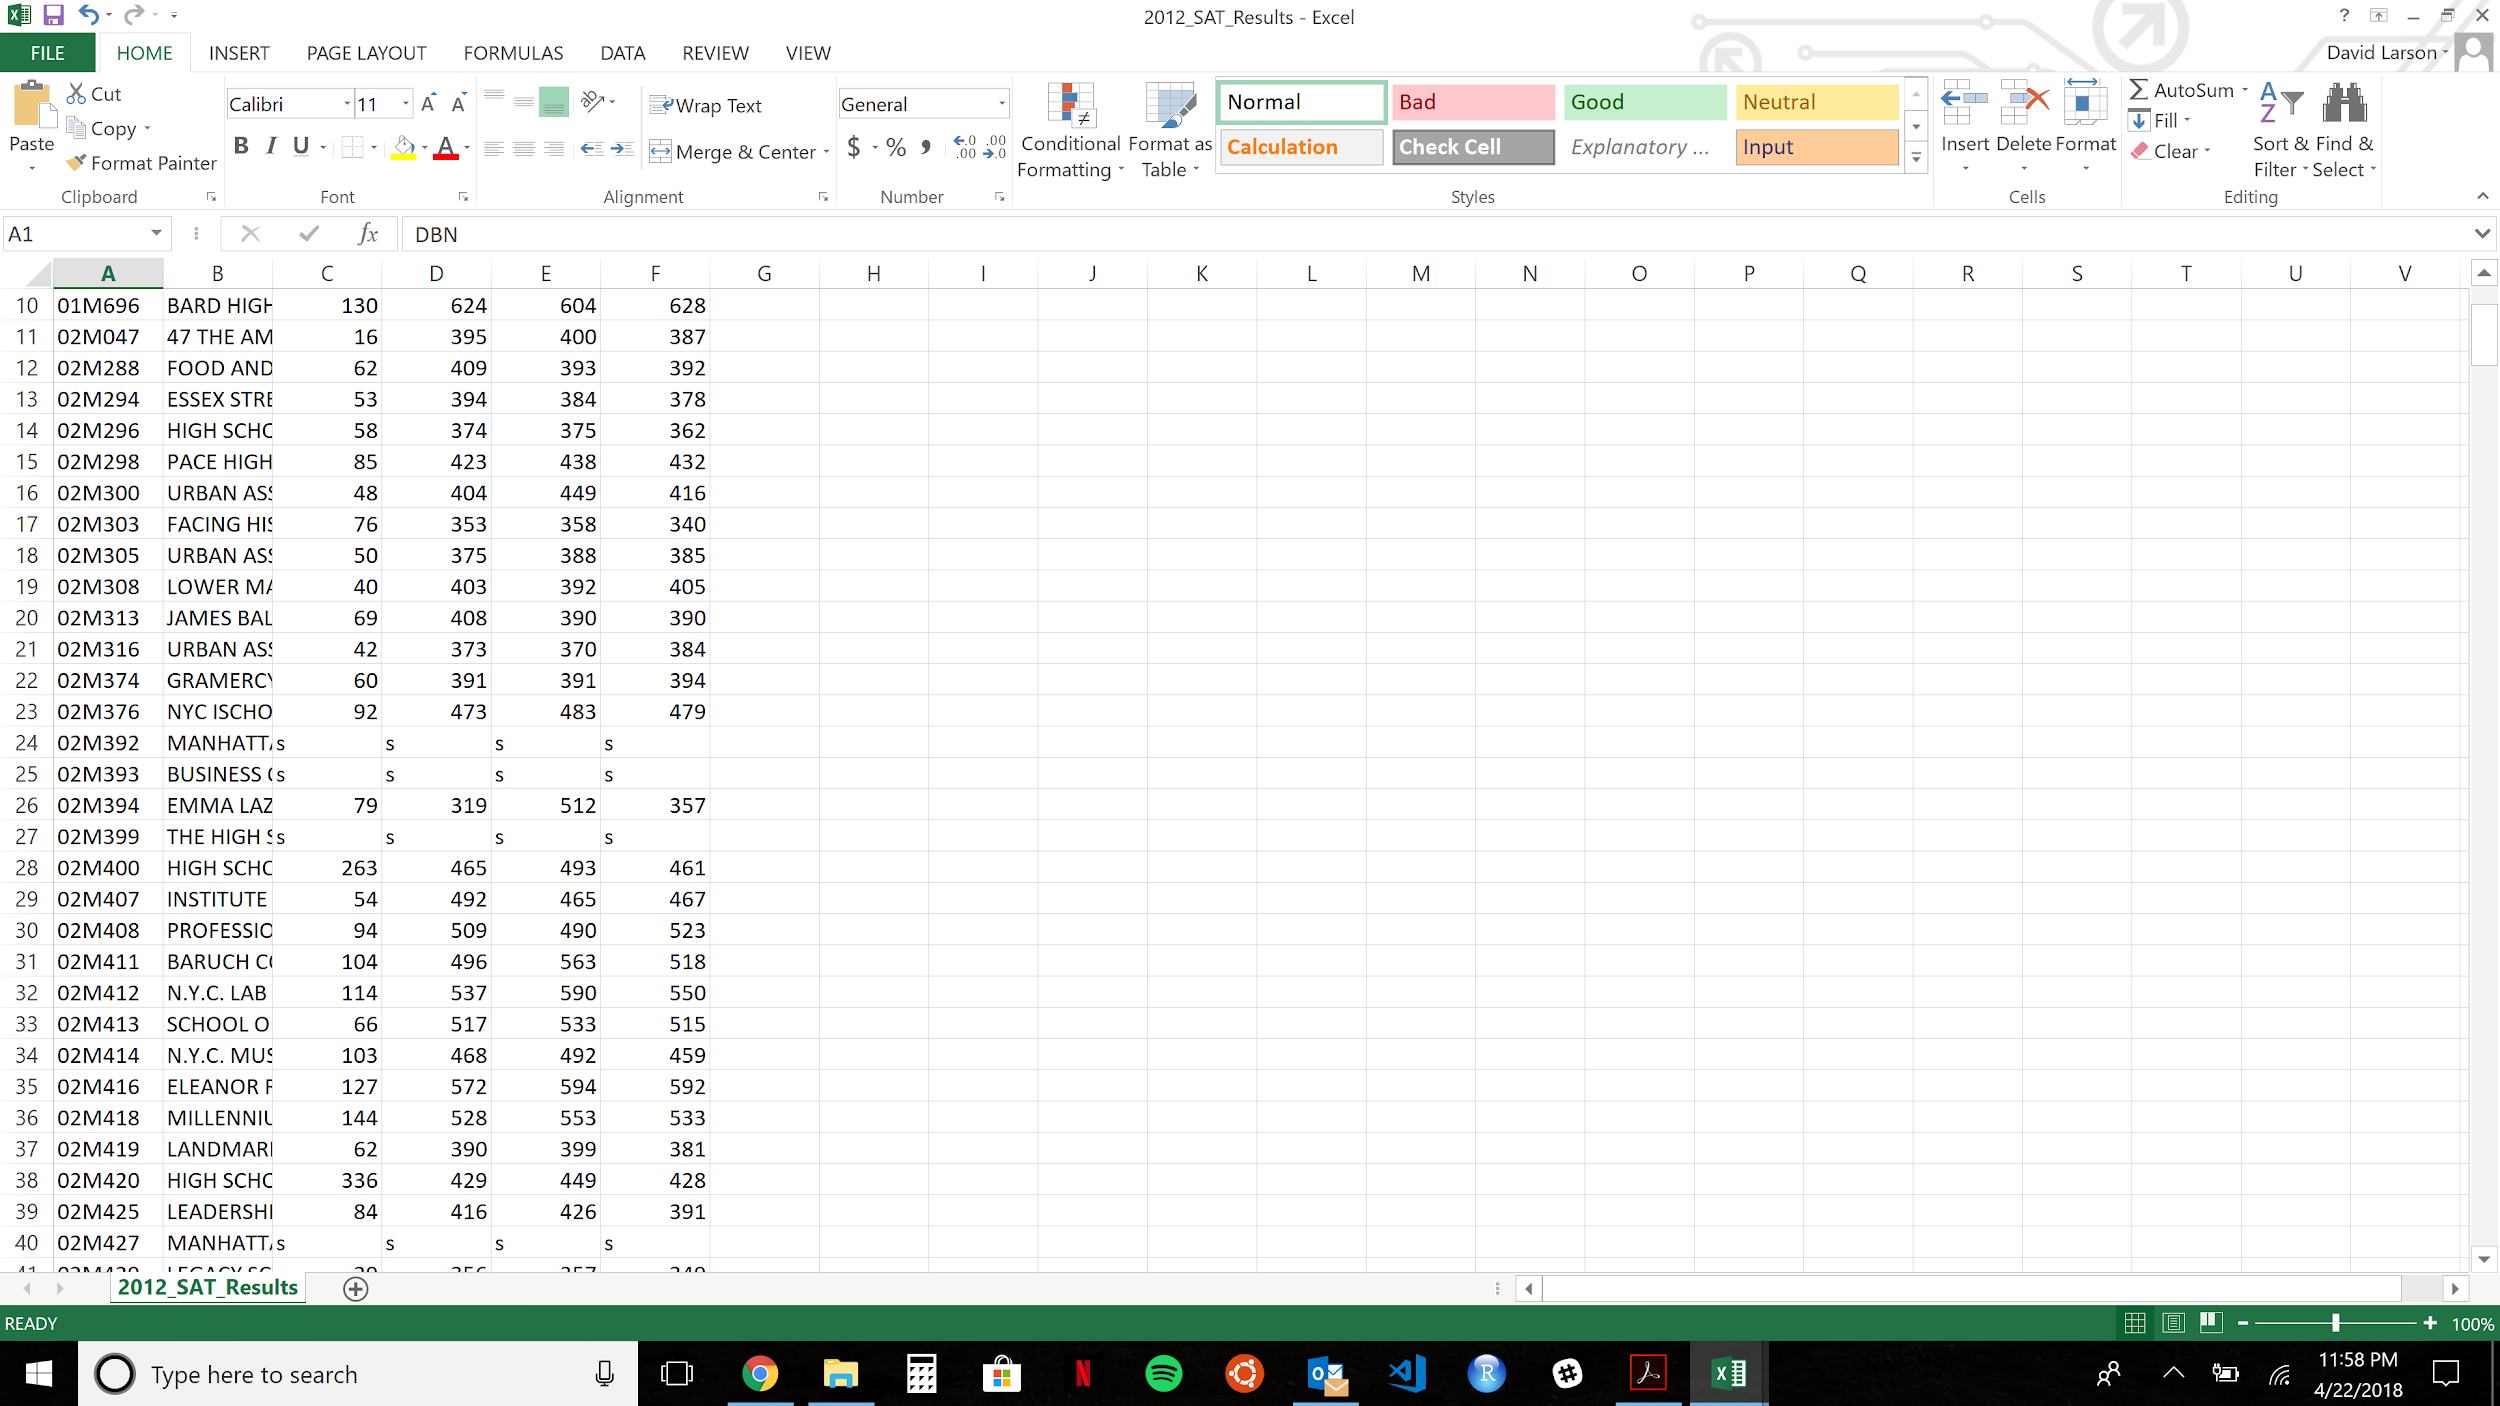 2012_SAT_Results - Excel
?
FILE HOME INSERT PAGE LAYOUT FORMULAS DATA REVIEW VIEW
David Larson
Paste
Cut
Copy
Format Painter
Clipboard
Calibri 11
B I U
Font
Wrap Text
Merge & Center
Alignment
General
$ % ,
Number
Conditional Formatting
Format as Table
Normal Bad Good Neutral
Calculation Check Cell Explanatory ... Input
Styles
Insert Delete Format
Cells
AutoSum
Fill
Clear
Sort & Filter
Find & Select
Editing
A1 fx DBN
A B C D E F G H I J K L M N O P Q R S T U V
10 01M696 BARD HIGH 130 624 604 628
11 02M047 47 THE AM 16 395 400 387
12 02M288 FOOD AND 62 409 393 392
13 02M294 ESSEX STRE 53 394 384 378
14 02M296 HIGH SCHO 58 374 375 362
15 02M298 PACE HIGH 85 423 438 432
16 02M300 URBAN ASS 48 404 449 416
17 02M303 FACING HIS 76 353 358 340
18 02M305 URBAN ASS 50 375 388 385
19 02M308 LOWER MA 40 403 392 405
20 02M313 JAMES BAL 69 408 390 390
21 02M316 URBAN ASS 42 373 370 384
22 02M374 GRAMERCY 60 391 391 394
23 02M376 NYC ISCHO 92 473 483 479
24 02M392 MANHATTA s s s s
25 02M393 BUSINESS s s s s
26 02M394 EMMA LAZ 79 319 512 357
27 02M399 THE HIGH S s s s s
28 02M400 HIGH SCHO 263 465 493 461
29 02M407 INSTITUTE 54 492 465 467
30 02M408 PROFESSIO 94 509 490 523
31 02M411 BARUCH CO 104 496 563 518
32 02M412 N.Y.C. LAB 114 537 590 550
33 02M413 SCHOOL O 66 517 533 515
34 02M414 N.Y.C. MUS 103 468 492 459
35 02M416 ELEANOR R 127 572 594 592
36 02M418 MILLENNIU 144 528 553 533
37 02M419 LANDMARK 62 390 399 381
38 02M420 HIGH SCHO 336 429 449 428
39 02M425 LEADERSHI 84 416 426 391
40 02M427 MANHATTA s s s s
2012_SAT_Results
READY
100%
Type here to search
11:58 PM
4/22/2018